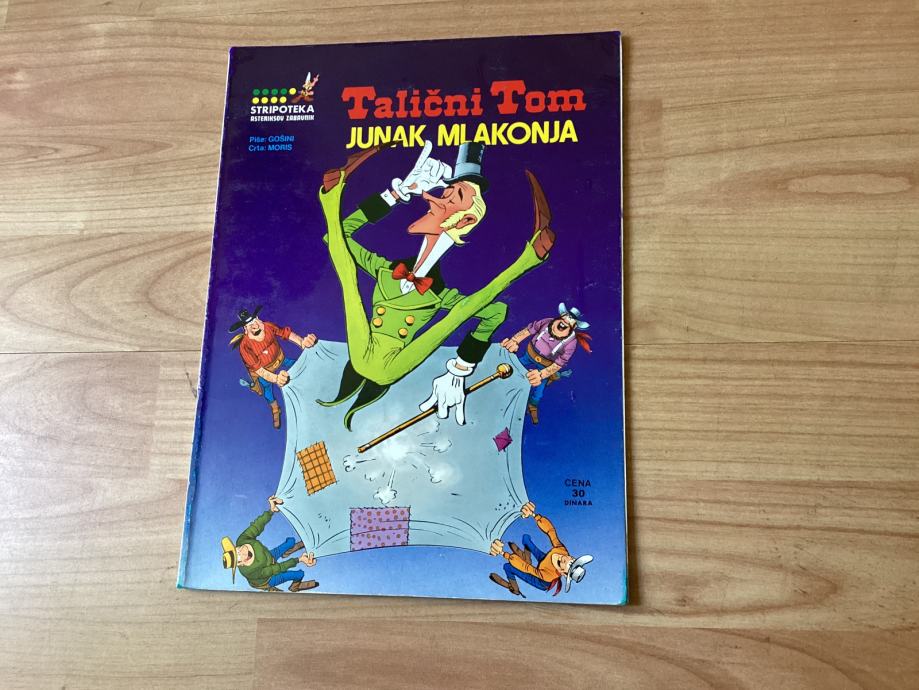 STRIPOTEKA
ASTERIKSOV ZABAVNIK
Talični Tom
JUNAK MLAKONJA
Piše: GOŠINI
Crta: MORIS
CENA
30
DINARA